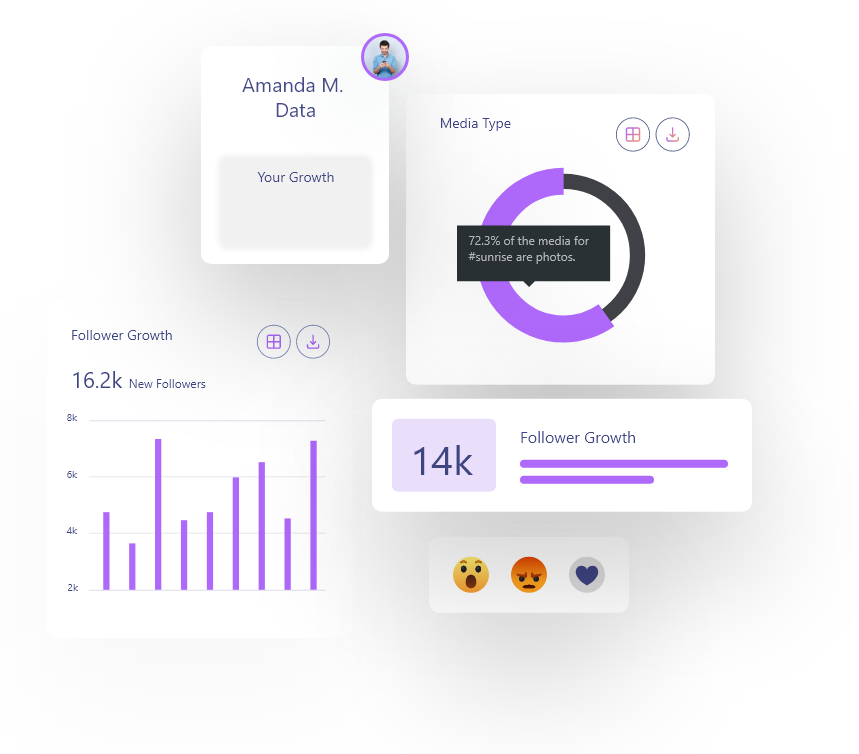 Amanda M.
Data
Your Growth
Media Type
72.3% of the media for
#sunrise are photos.
Follower Growth
16.2k New Followers
8k
6k
4k
2k
14k
Follower Growth